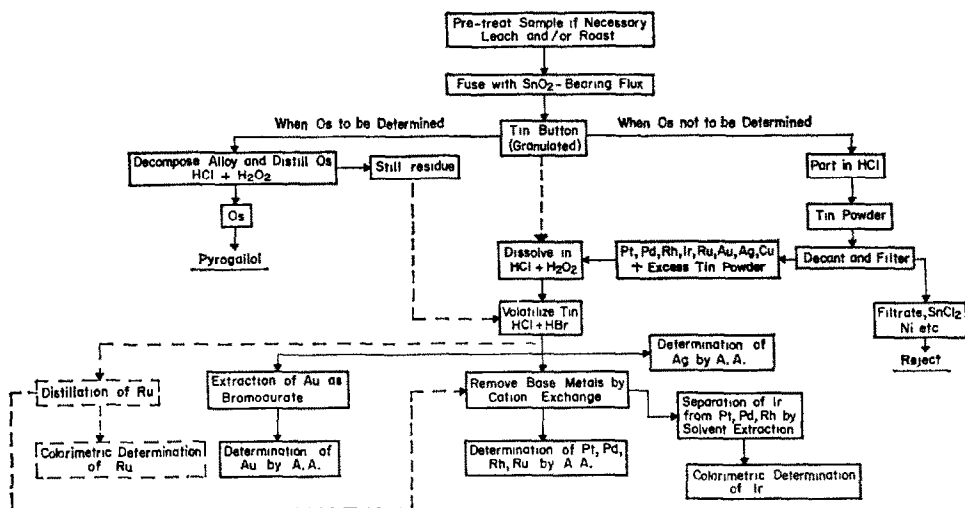 Pre-treat Sample if Necessary
Leach and/or Roast
Fuse with SnO2-Bearing Flux
When Os to be Determined
Tin Button
(Granulated)
When Os not to be Determined
Decompose Alloy and Distill Os
HCl + H2O2
Still residue
Part in HCl
Os
Tin Powder
Pyrogallol
Dissolve in
HCl + H2O2
Pt, Pd, Rh, Ir, Ru, Au, Ag, Cu
+ Excess Tin Powder
Decant and Filter
Volatilize Tin
HCl + HBr
Filtrate, SnCl2
Ni etc
Reject
Determination of
Ag by A.A.
Distillation of Ru
Extraction of Au as
Bromoaurate
Remove Base Metals by
Cation Exchange
Separation of Ir
from Pt, Pd, Rh by
Solvent Extraction
Colorimetric Determination
of Ru
Determination of
Au by A.A.
Determination of Pt, Pd,
Rh, Ru by A A.
Colorimetric Determination
of Ir